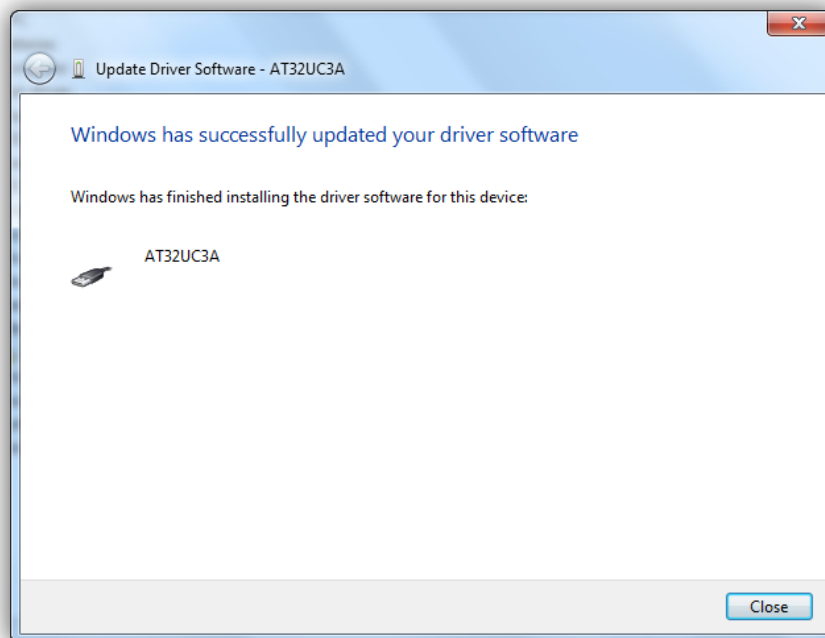 Update Driver Software - AT32UC3A
Windows has successfully updated your driver software
Windows has finished installing the driver software for this device:
AT32UC3A
Close